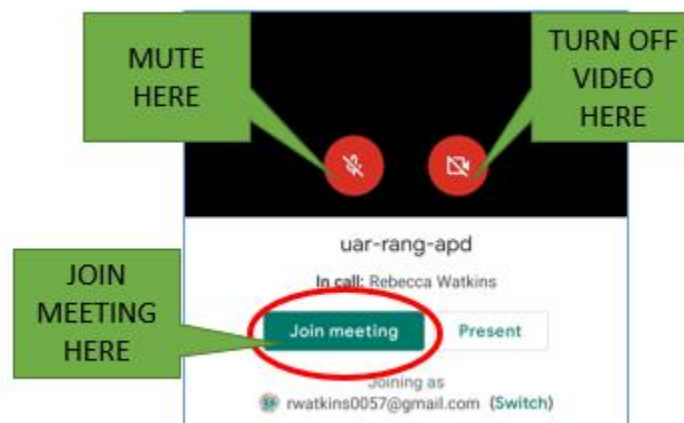 MUTE
HERE
TURN OFF
VIDEO
HERE
uar-rang-apd
In call: Rebecca Watkins
JOIN
MEETING
HERE
Join meeting
Present
Joining as
rwatkins0057@gmail.com (Switch)